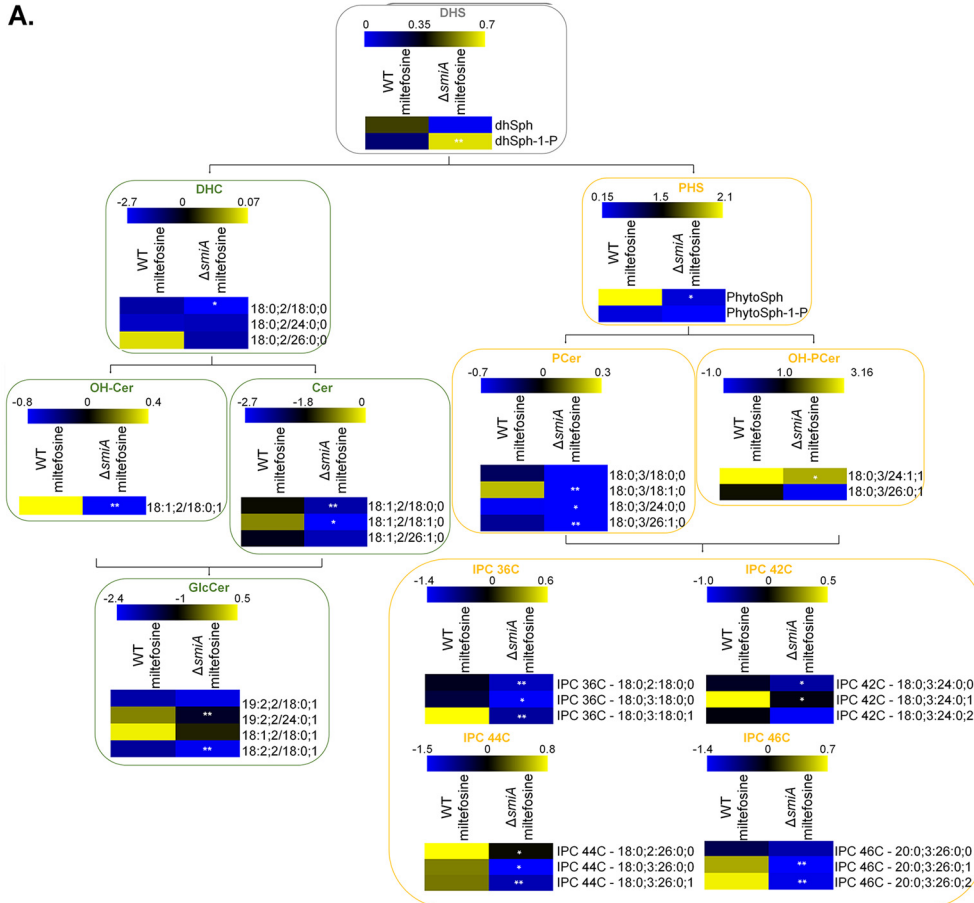 A.
DHS
0 0.35 0.7
WT
miltefosine
ΔsmiA
miltefosine
dhSph
dhSph-1-P
**
DHC
-2.7 0 0.07
WT
miltefosine
ΔsmiA
miltefosine
* 18:0;2/18:0;0
18:0;2/24:0;0
18:0;2/26:0;0
PHS
0.15 1.5 2.1
WT
miltefosine
ΔsmiA
miltefosine
* PhytoSph
PhytoSph-1-P
OH-Cer
-0.8 0 0.4
WT
miltefosine
ΔsmiA
miltefosine
** 18:1;2/18:0;1
Cer
-2.7 -1.8 0
WT
miltefosine
ΔsmiA
miltefosine
** 18:1;2/18:0;0
* 18:1;2/18:1;0
18:1;2/26:1;0
PCer
-0.7 0 0.3
WT
miltefosine
ΔsmiA
miltefosine
18:0;3/18:0;0
** 18:0;3/18:1;0
* 18:0;3/24:0;0
** 18:0;3/26:1;0
OH-PCer
-1.0 1.0 3.16
WT
miltefosine
ΔsmiA
miltefosine
* 18:0;3/24:1;1
18:0;3/26:0;1
GlcCer
-2.4 -1 0.5
WT
miltefosine
ΔsmiA
miltefosine
19:2;2/18:0;1
** 19:2;2/24:0;1
18:1;2/18:0;1
** 18:2;2/18:0;1
IPC 36C
-1.4 0 0.6
WT
miltefosine
ΔsmiA
miltefosine
** IPC 36C - 18:0;2:18:0;0
* IPC 36C - 18:0;3:18:0;0
** IPC 36C - 18:0;3:18:0;1
IPC 42C
-1.0 0 0.5
WT
miltefosine
ΔsmiA
miltefosine
* IPC 42C - 18:0;3:24:0;0
* IPC 42C - 18:0;3:24:0;1
IPC 42C - 18:0;3:24:0;2
IPC 44C
-1.5 0 0.8
WT
miltefosine
ΔsmiA
miltefosine
* IPC 44C - 18:0;2:26:0;0
* IPC 44C - 18:0;3:26:0;0
** IPC 44C - 18:0;3:26:0;1
IPC 46C
-1.4 0 0.7
WT
miltefosine
ΔsmiA
miltefosine
IPC 46C - 20:0;3:26:0;0
** IPC 46C - 20:0;3:26:0;1
** IPC 46C - 20:0;3:26:0;2